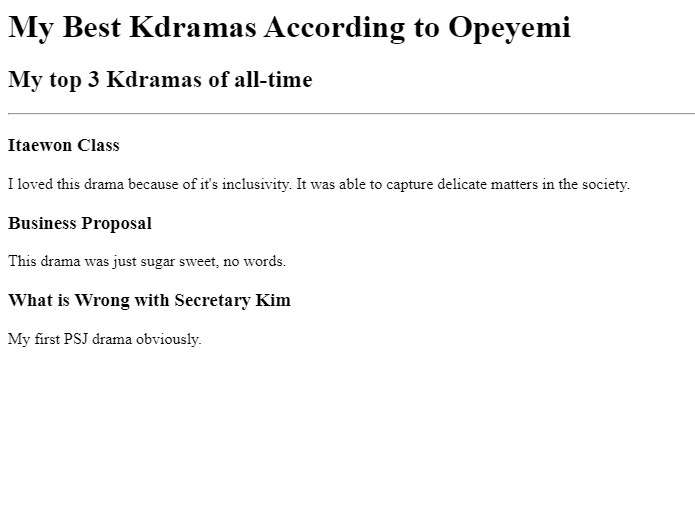 My Best Kdramas According to Opeyemi
My top 3 Kdramas of all-time
Itaewon Class
I loved this drama because of it's inclusivity. It was able to capture delicate matters in the society.
Business Proposal
This drama was just sugar sweet, no words.
What is Wrong with Secretary Kim
My first PSJ drama obviously.